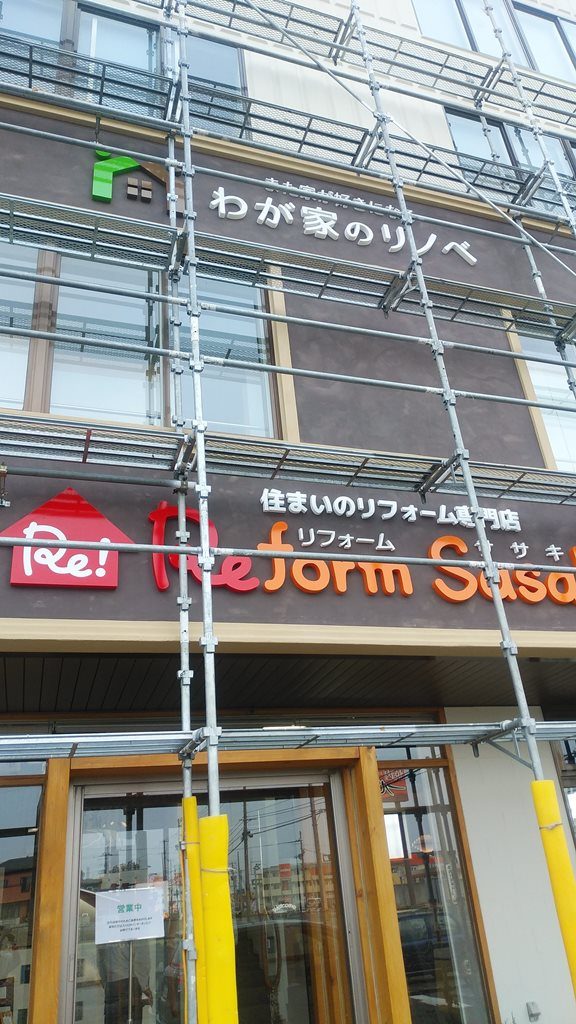 わが家のリノベ
住まいのリフォーム専門店
リフォーム ササキ
Re!
Reform Sasa
営業中